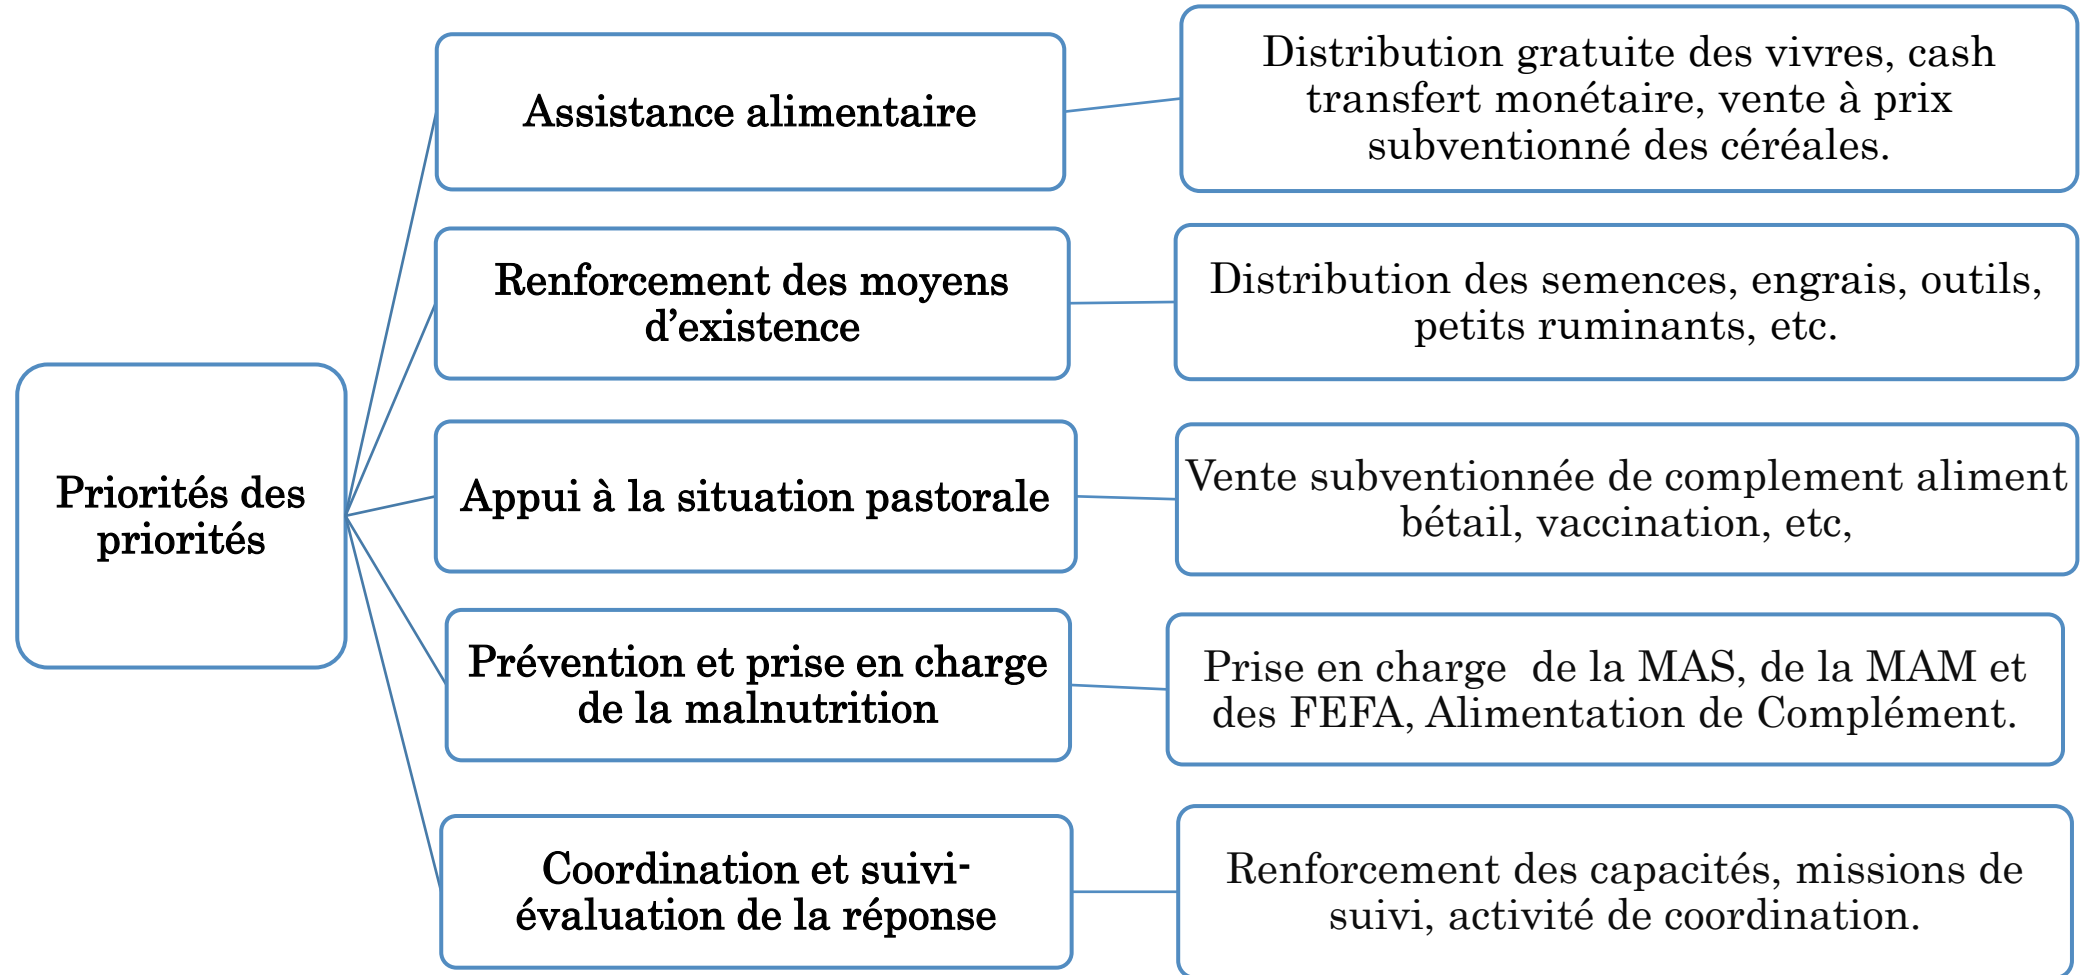 Priorités des
priorités
Assistance alimentaire
Distribution gratuite des vivres, cash
transfert monétaire, vente à prix
subventionné des céréales.
Renforcement des moyens
d’existence
Distribution des semences, engrais, outils,
petits ruminants, etc.
Appui à la situation pastorale
Vente subventionnée de complement aliment
bétail, vaccination, etc,
Prévention et prise en charge
de la malnutrition
Prise en charge  de la MAS, de la MAM et
des FEFA, Alimentation de Complément.
Coordination et suivi-
évaluation de la réponse
Renforcement des capacités, missions de
suivi, activité de coordination.